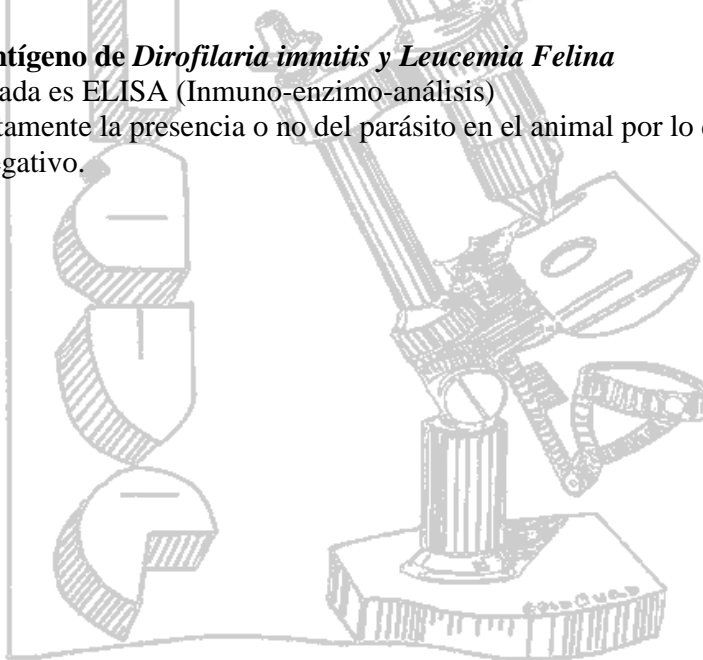 ntígeno de Dirofilaria immitis y Leucemia Felina
ada es ELISA (Inmuno-enzimo-análisis)
tamente la presencia o no del parásito en el animal por lo
egativo.